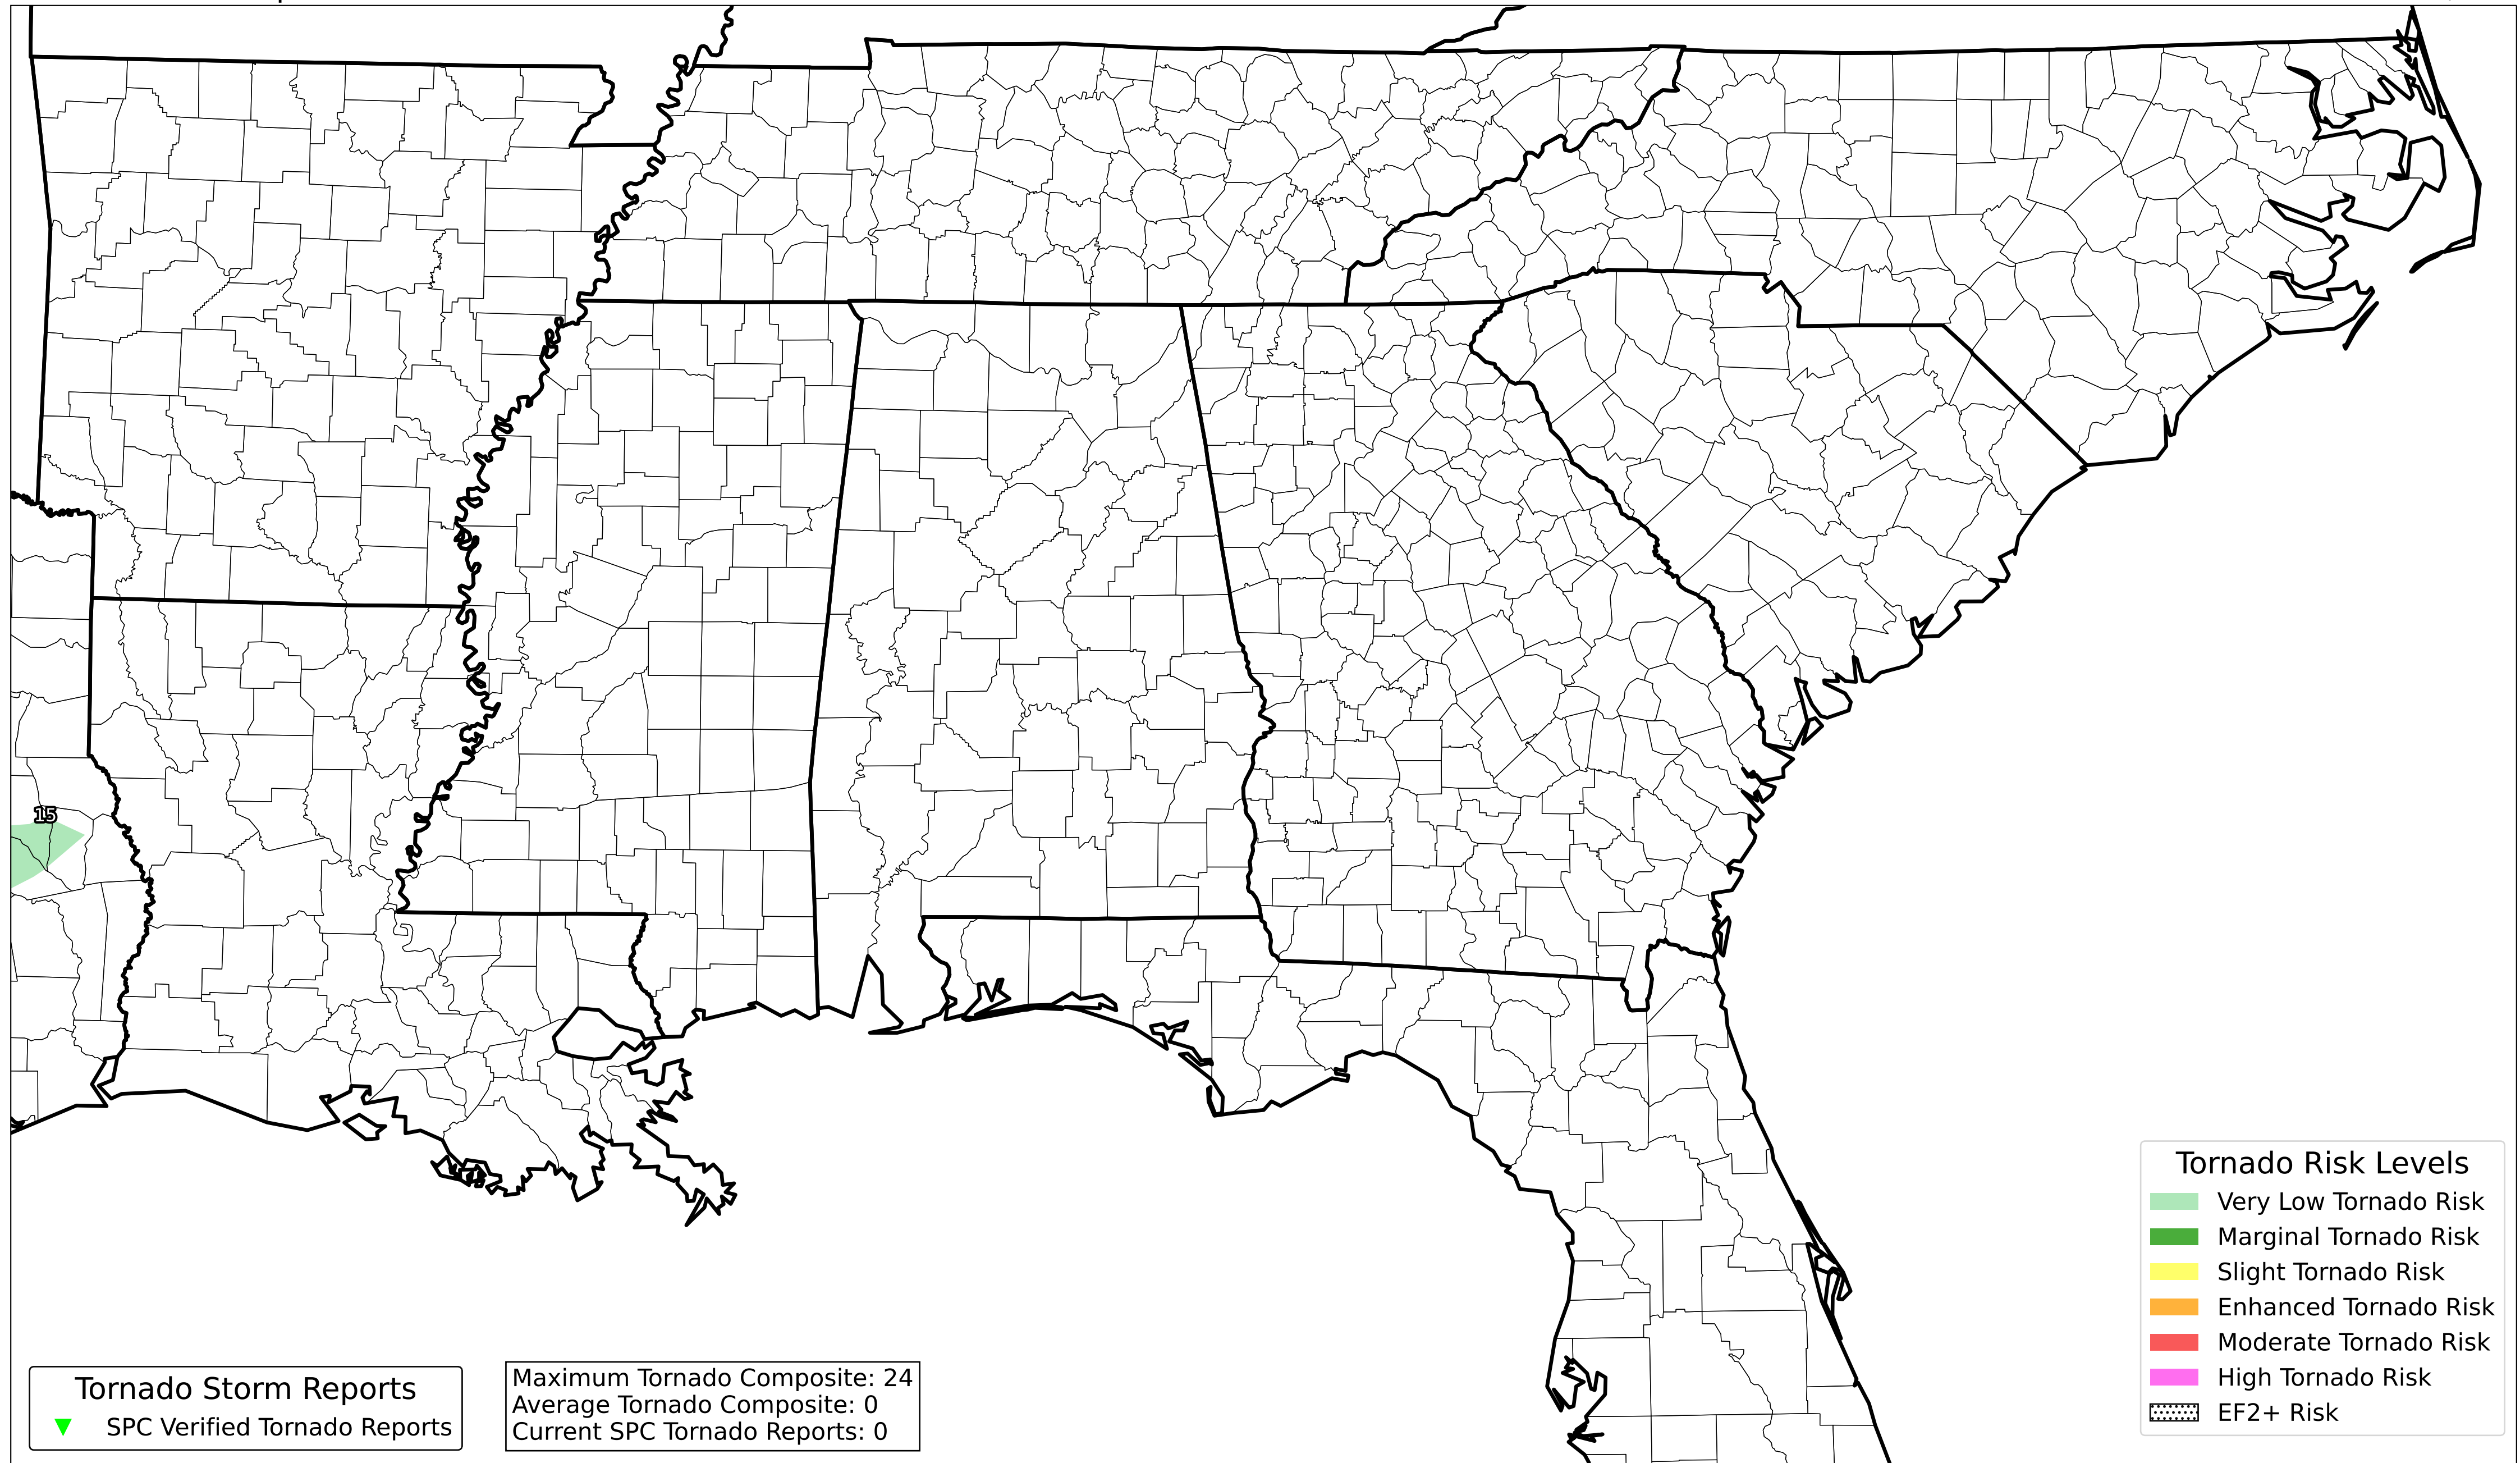 15
Tornado Risk Levels
Very Low Tornado Risk
Marginal Tornado Risk
Slight Tornado Risk
Enhanced Tornado Risk
Moderate Tornado Risk
High Tornado Risk
EF2+ Risk
Tornado Storm Reports
SPC Verified Tornado Reports
Maximum Tornado Composite: 24
Average Tornado Composite: 0
Current SPC Tornado Reports: 0